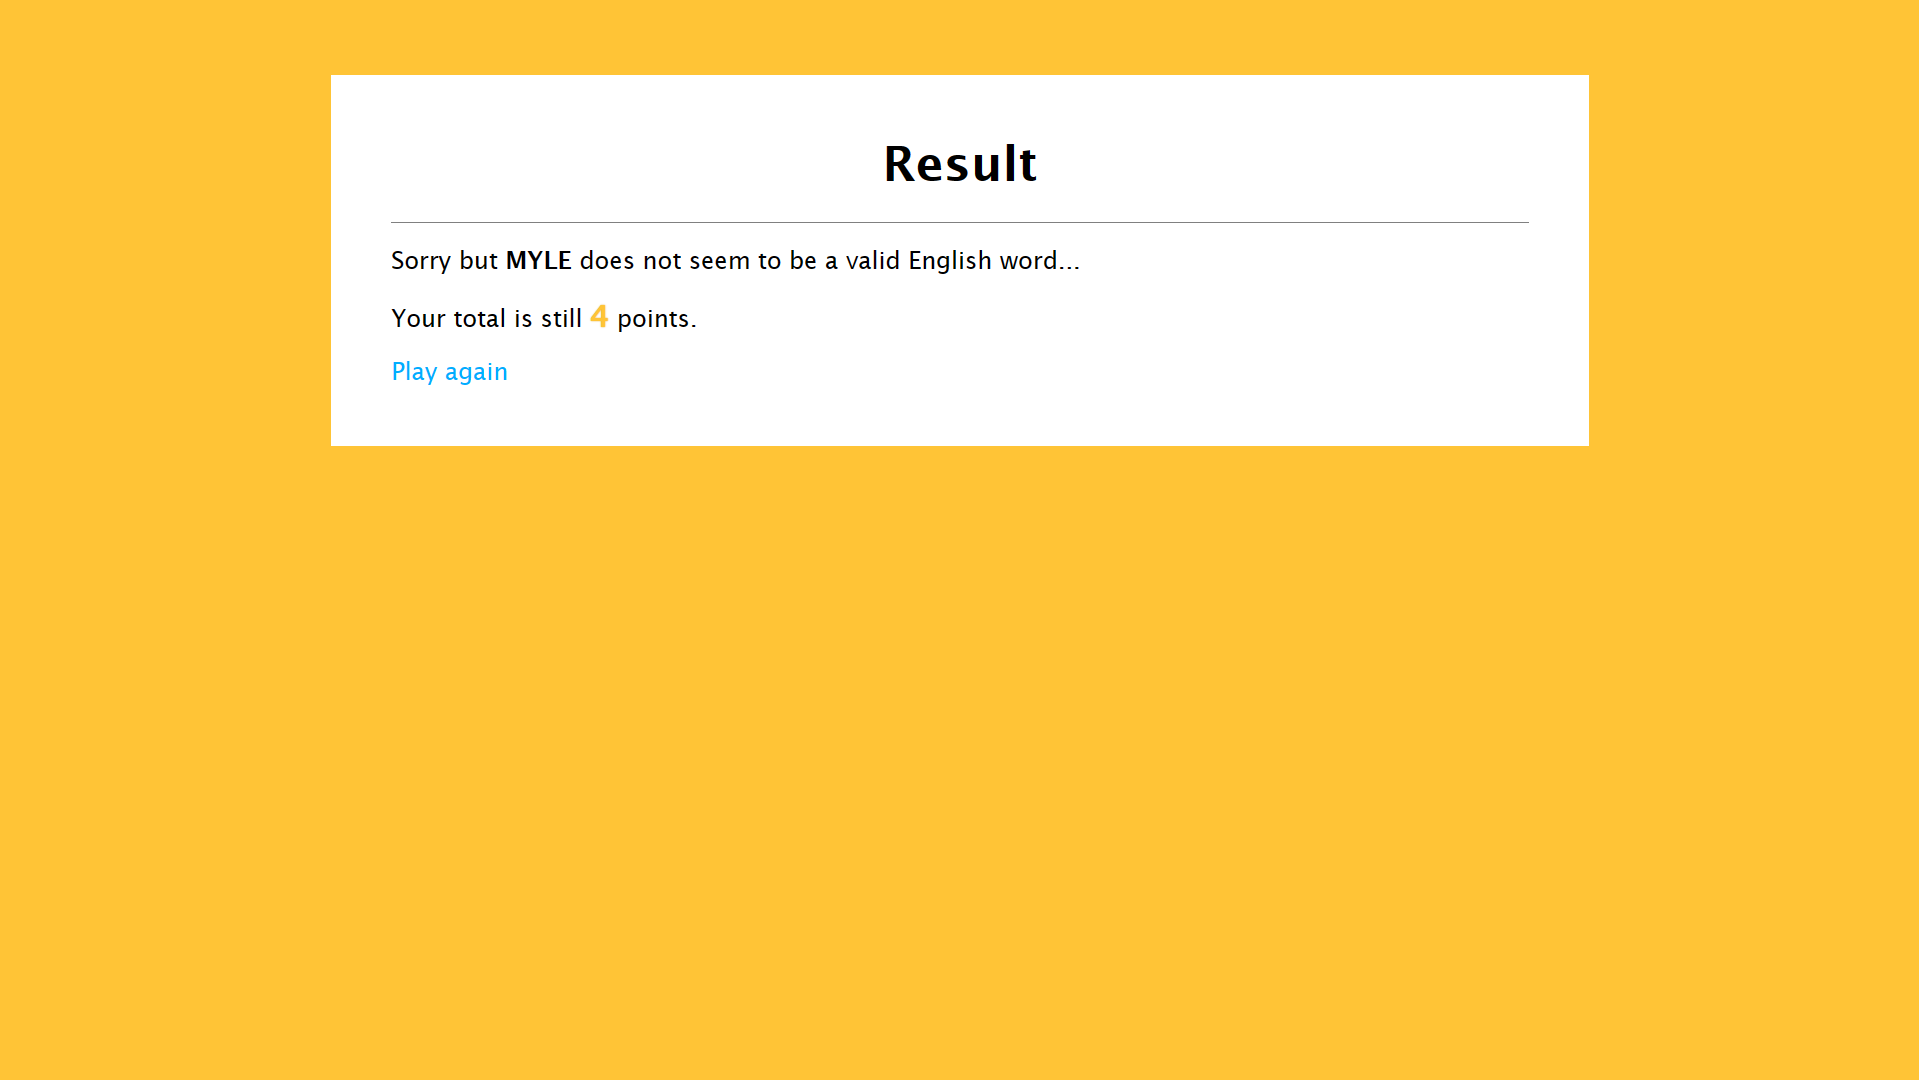 Result
Sorry but MYLE does not seem to be a valid English word...
Your total is still 4 points.
Play again